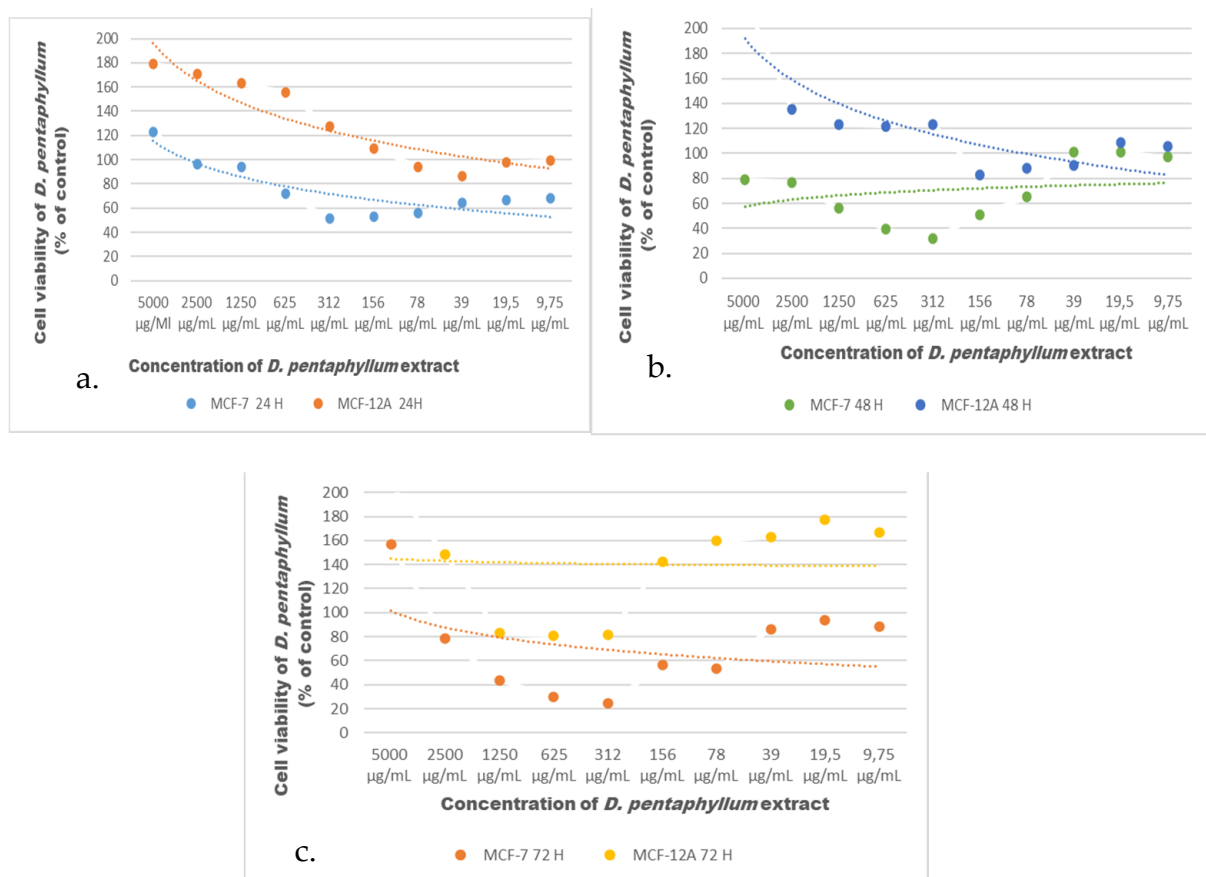 Cell viability of D. pentaphyllum
(% of control)
200
180
160
140
120
100
80
60
40
20
0
5000 2500 1250 625 312 156 78 39 19,5 9,75
µg/Ml µg/mL µg/mL µg/mL µg/mL µg/mL µg/mL µg/mL µg/mL µg/mL
Concentration of D. pentaphyllum extract
a.
MCF-7 24 H MCF-12A 24H
Cell viability of D. pentaphyllum
(% of control)
200
180
160
140
120
100
80
60
40
20
0
5000 2500 1250 625 312 156 78 39 19,5 9,75
µg/mL µg/mL µg/mL µg/mL µg/mL µg/mL µg/mL µg/mL µg/mL µg/mL
Concentration of D. pentaphyllum extract
b.
MCF-7 48 H MCF-12A 48 H
Cell viability of D. pentaphyllum
(% of control)
200
180
160
140
120
100
80
60
40
20
0
5000 2500 1250 625 312 156 78 39 19,5 9,75
µg/mL µg/mL µg/mL µg/mL µg/mL µg/mL µg/mL µg/mL µg/mL µg/mL
Concentration of D. pentaphyllum extract
c.
MCF-7 72 H MCF-12A 72 H